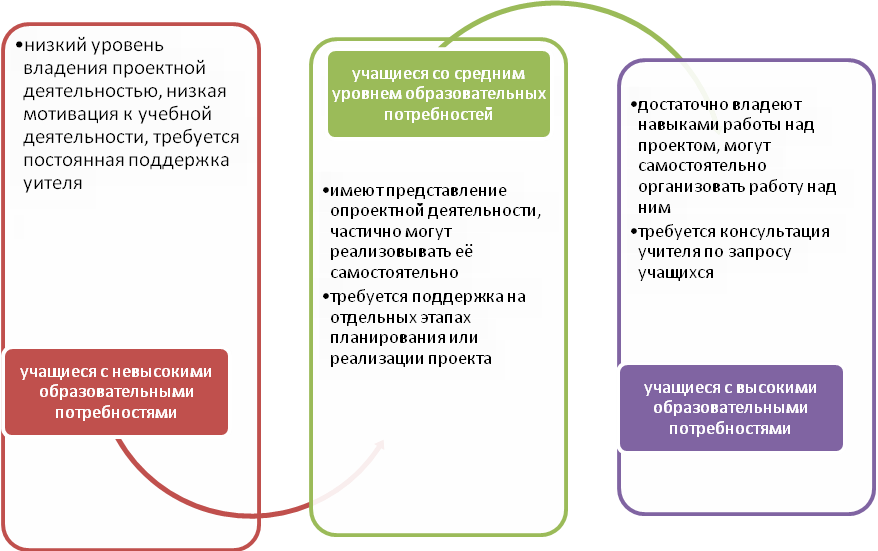 •низкий уровень
владения проектной
деятельностью, низкая
мотивация к учебной
деятельности, требуется
постоянная поддержка
уителя
учащиеся с невысокими
образовательными
потребностями
учащиеся со средним
уровнем образовательных
потребностей
•имеют представление
опроектной деятельности,
частично могут
реализовывать её
самостоятельно
•требуется поддержка на
отдельных этапах
планирования или
реализации проекта
•достаточно владеют
навыками работы над
проектом, могут
самостоятельно
организовать работу над
ним
•требуется консультация
учителя по запросу
учащихся
учащиеся с высокими
образовательными
потребностями